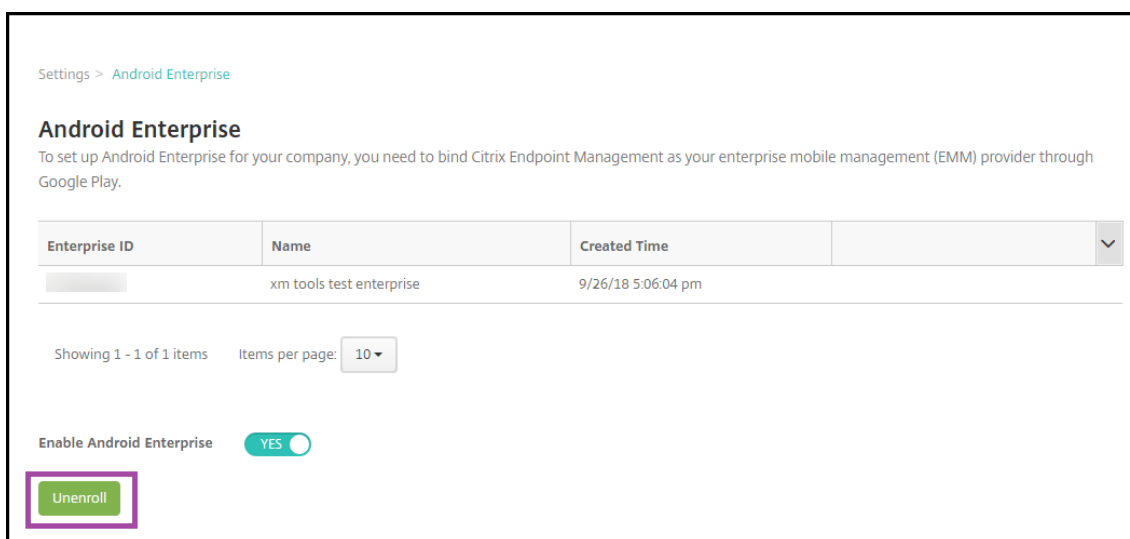 Settings > Android Enterprise
Android Enterprise
To set up Android Enterprise for your company, you need to bind Citrix Endpoint Management as your enterprise mobile management (EMM) provider through
Google Play.
Enterprise ID Name Created Time
xm tools test enterprise 9/26/18 5:06:04 pm
Showing 1 - 1 of 1 items Items per page: 10
Enable Android Enterprise YES
Unenroll